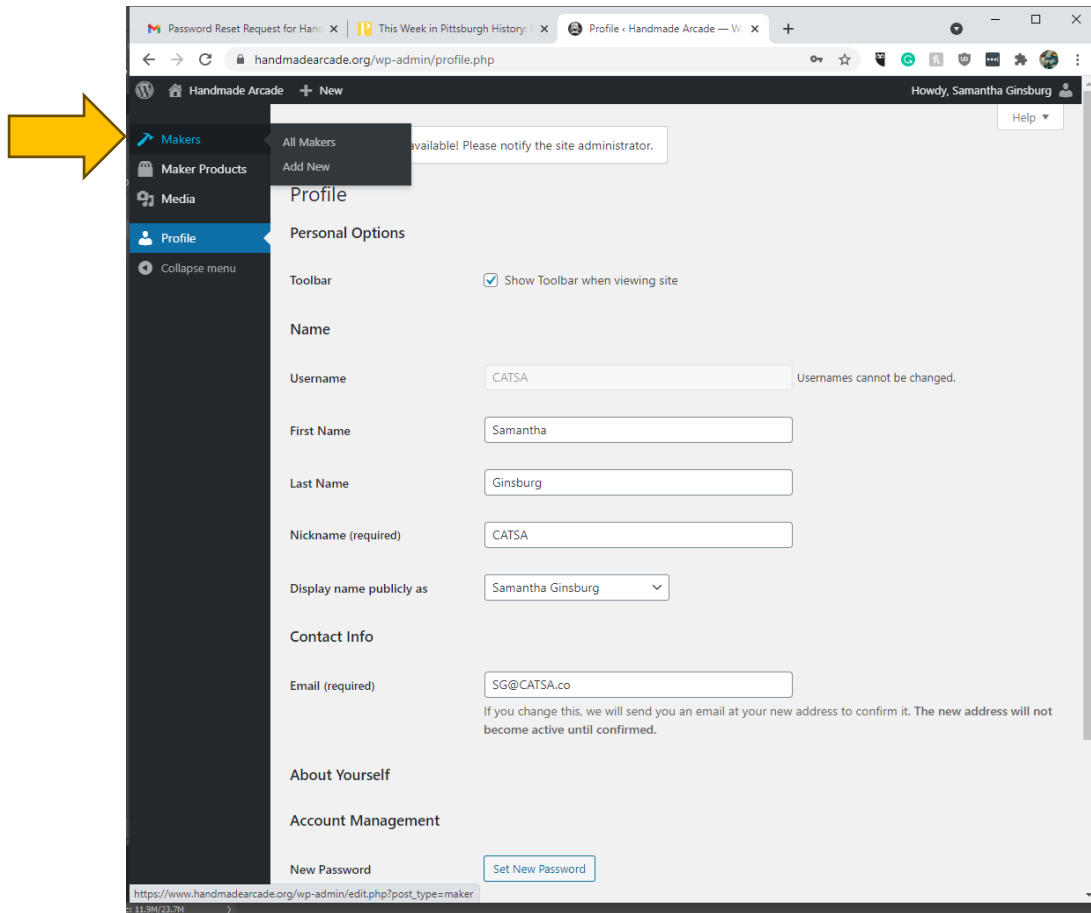 Password Reset Request for Hand
This Week in Pittsburgh History:
Profile ‹ Handmade Arcade — W
handmadearcade.org/wp-admin/profile.php
Handmade Arcade
New
Howdy, Samantha Ginsburg
Help
Makers
All Makers
available! Please notify the site administrator.
Maker Products
Add New
Media
Profile
Profile
Personal Options
Collapse menu
Toolbar
Show Toolbar when viewing site
Name
Username
CATSA
Usernames cannot be changed.
First Name
Samantha
Last Name
Ginsburg
Nickname (required)
CATSA
Display name publicly as
Samantha Ginsburg
Contact Info
Email (required)
SG@CATSA.co
If you change this, we will send you an email at your new address to confirm it. The new address will not
become active until confirmed.
About Yourself
Account Management
New Password
Set New Password
https://www.handmadearcade.org/wp-admin/edit.php?post_type=maker
11.9M/23.7M